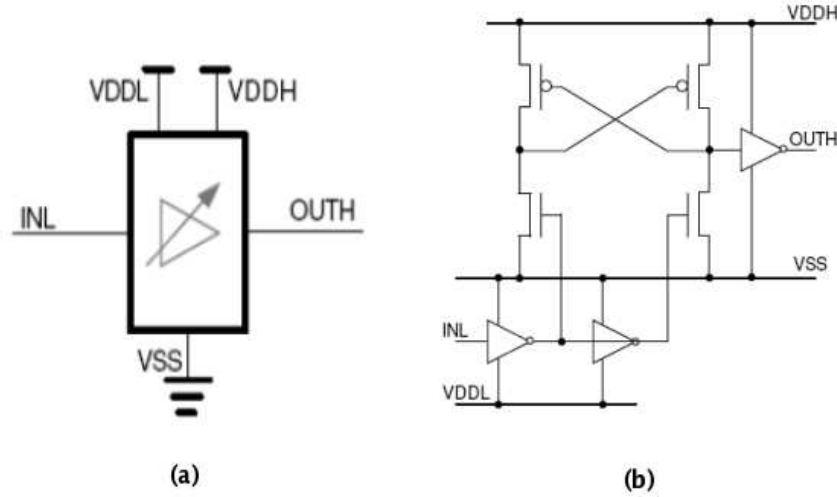 VDDL VDDH
INL
OUTH
VSS
(a)
VDDH
OUTH
VSS
INL
VDDL
(b)